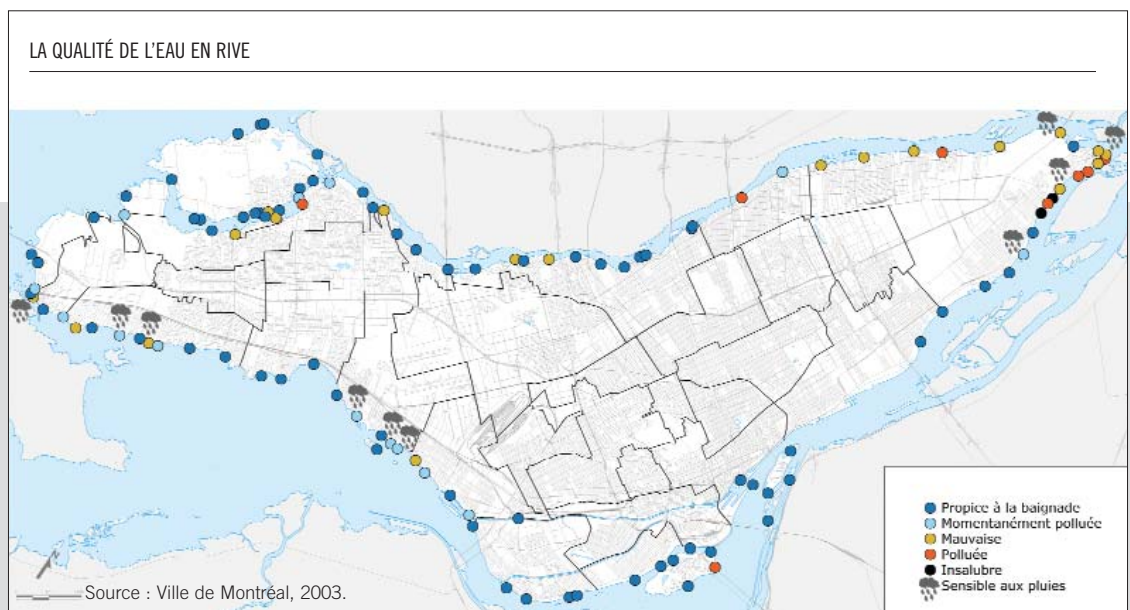 LA QUALITÉ DE L'EAU EN RIVE
Propice à la baignade
Momentanément polluée
Mauvaise
Polluée
Insalubre
Sensible aux pluies
N
Source : Ville de Montréal, 2003.